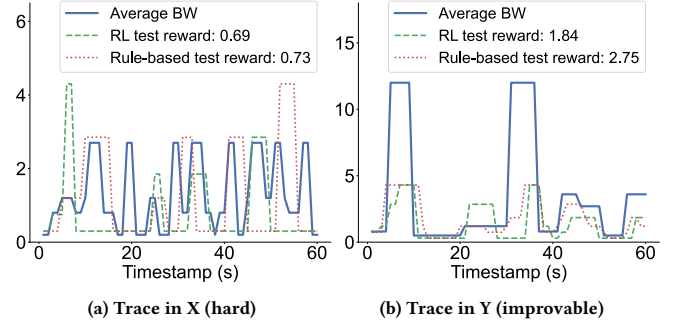 Average BW
RL test reward: 0.69
Rule-based test reward: 0.73
6
4
2
0
0 20 40 60
Timestamp (s)
(a) Trace in X (hard)
Average BW
RL test reward: 1.84
Rule-based test reward: 2.75
15
10
5
0
0 20 40 60
Timestamp (s)
(b) Trace in Y (improvable)